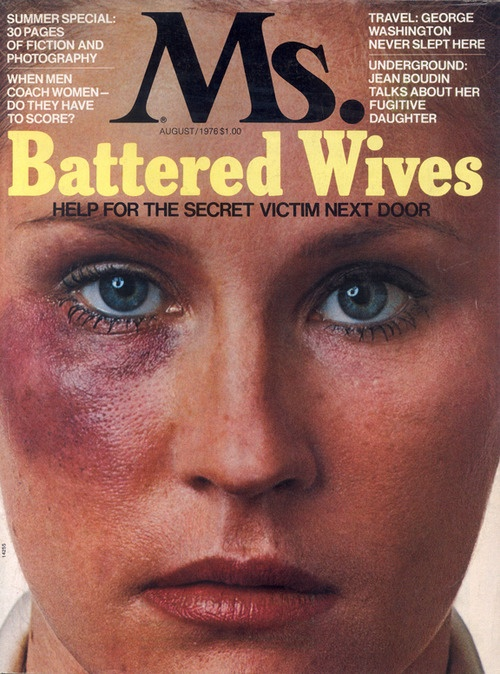 SUMMER SPECIAL:
30 PAGES
OF FICTION AND
PHOTOGRAPHY
WHEN MEN
COACH WOMEN—
DO THEY HAVE
TO SCORE?
Ms.
®
AUGUST/1976 $1.00
TRAVEL: GEORGE
WASHINGTON
NEVER SLEPT HERE
UNDERGROUND:
JEAN BOUDIN
TALKS ABOUT HER
FUGITIVE
DAUGHTER
Battered Wives
HELP FOR THE SECRET VICTIM NEXT DOOR